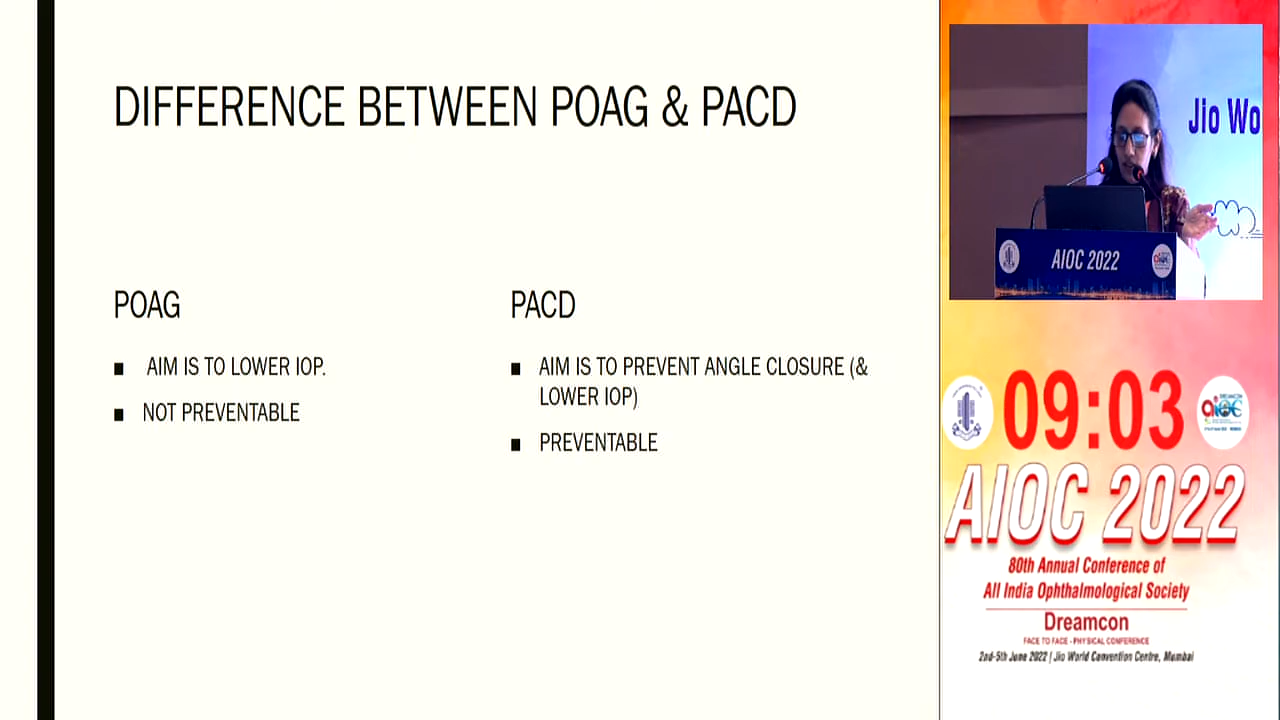 DIFFERENCE BETWEEN POAG & PACD
POAG
■ AIM IS TO LOWER IOP.
■ NOT PREVENTABLE
PACD
■ AIM IS TO PREVENT ANGLE CLOSURE (&
LOWER IOP)
■ PREVENTABLE
Jio Wo
AIOC 2022
09:03
AIOC 2022
80th Annual Conference of
All India Ophthalmological Society
Dreamcon
FACE TO FACE - PHYSICAL CONFERENCE
2nd-5th June 2022 | Jio World Convention Centre, Mumbai